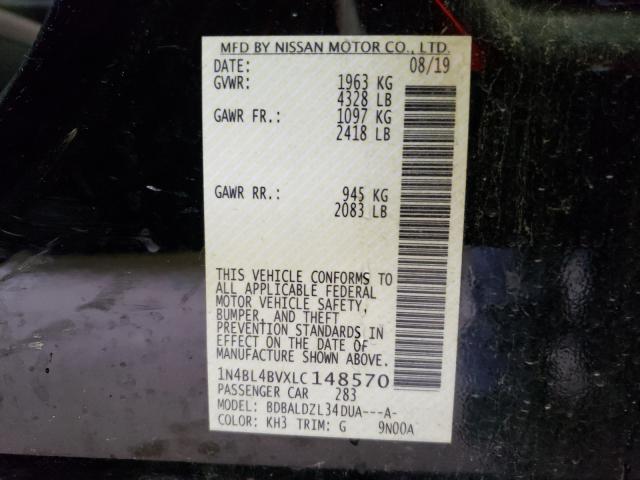 MFD BY NISSAN MOTOR CO., LTD.
DATE: 08/19
GVWR: 1963 KG
4328 LB
GAWR FR.: 1097 KG
2418 LB
GAWR RR.: 945 KG
2083 LB
THIS VEHICLE CONFORMS TO
ALL APPLICABLE FEDERAL
MOTOR VEHICLE SAFETY,
BUMPER, AND THEFT
PREVENTION STANDARDS IN
EFFECT ON THE DATE OF
MANUFACTURE SHOWN ABOVE.
1N4BL4BVXLC148570
PASSENGER CAR 283
MODEL: BDBALDZL34DUA---A-
COLOR: KH3 TRIM: G 9N00A